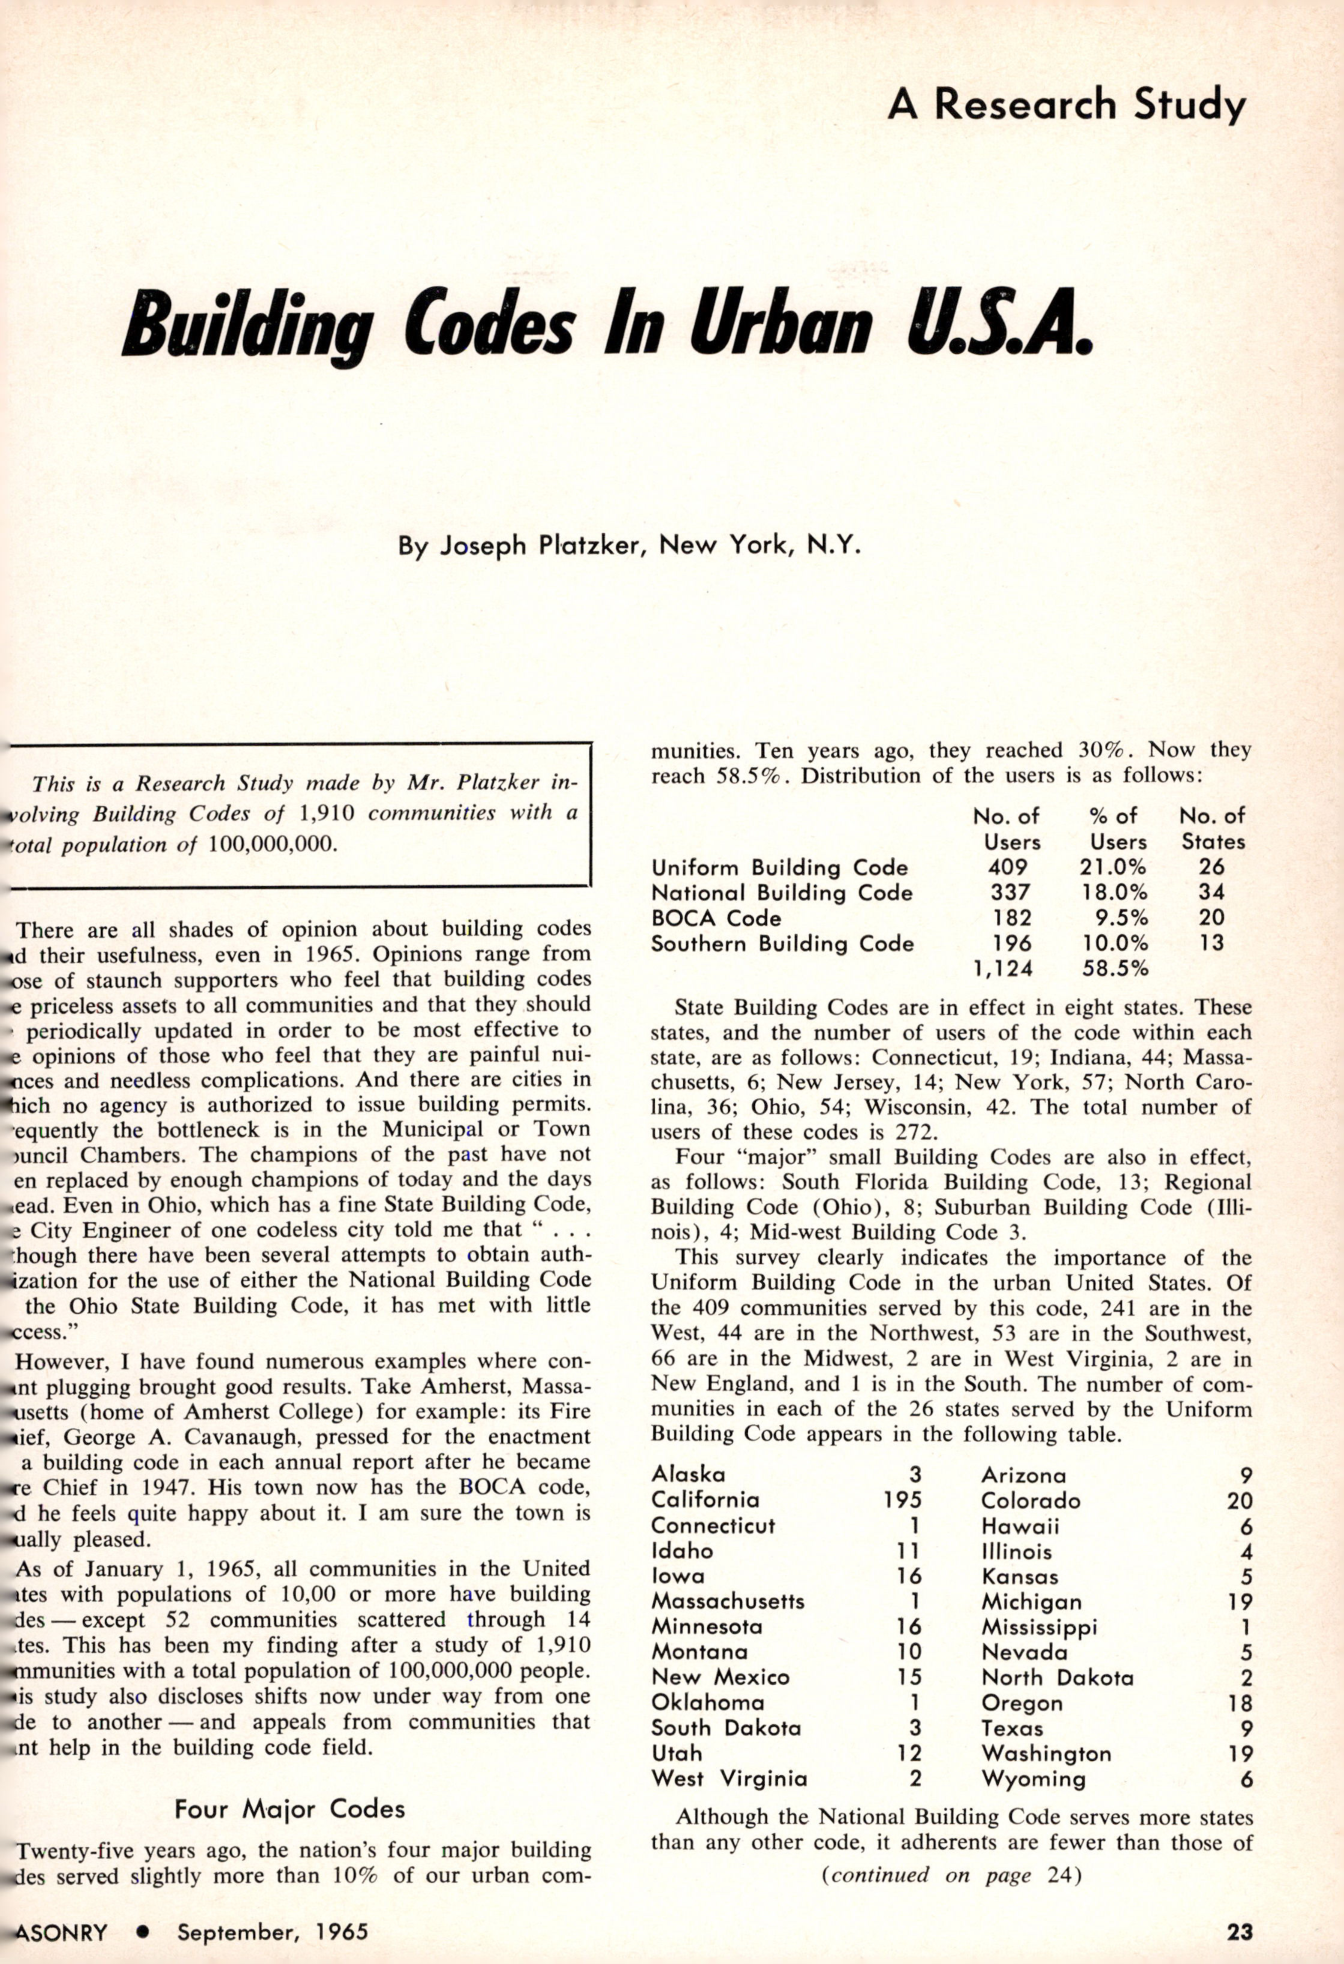 A Research Study
Building Codes In Urban U.S.A.
By Joseph Platzker, New York, N.Y.
This is a Research Study made by Mr. Platzker in-
volving Building Codes of 1,910 communities with a
total population of 100,000,000.
There are all shades of opinion about building codes
d their usefulness, even in 1965. Opinions range from
ose of staunch supporters who feel that building codes
e priceless assets to all communities and that they should
periodically updated in order to be most effective to
e opinions of those who feel that they are painful nui-
nces and needless complications. And there are cities in
hich no agency is authorized to issue building permits.
equently the bottleneck is in the Municipal or Town
ouncil Chambers. The champions of the past have not
en replaced by enough champions of today and the days
ead. Even in Ohio, which has a fine State Building Code,
e City Engineer of one codeless city told me that “ . . .
though there have been several attempts to obtain auth-
ization for the use of either the National Building Code
the Ohio State Building Code, it has met with little
ccess.”
However, I have found numerous examples where con-
nt plugging brought good results. Take Amherst, Massa-
usetts (home of Amherst College) for example: its Fire
ief, George A. Cavanaugh, pressed for the enactment
a building code in each annual report after he became
re Chief in 1947. His town now has the BOCA code,
d he feels quite happy about it. I am sure the town is
ually pleased.
As of January 1, 1965, all communities in the United
tes with populations of 10,00 or more have building
des — except 52 communities scattered through 14
tes. This has been my finding after a study of 1,910
mmunities with a total population of 100,000,000 people.
is study also discloses shifts now under way from one
de to another — and appeals from communities that
nt help in the building code field.
Four Major Codes
Twenty-five years ago, the nation's four major building
des served slightly more than 10% of our urban com-
munities. Ten years ago, they reached 30%. Now they
reach 58.5%. Distribution of the users is as follows:
No. of % of No. of
Users Users States
Uniform Building Code 409 21.0% 26
National Building Code 337 18.0% 34
BOCA Code 182 9.5% 20
Southern Building Code 196 10.0% 13
1,124 58.5%
State Building Codes are in effect in eight states. These
states, and the number of users of the code within each
state, are as follows: Connecticut, 19; Indiana, 44; Massa-
chusetts, 6; New Jersey, 14; New York, 57; North Caro-
lina, 36; Ohio, 54; Wisconsin, 42. The total number of
users of these codes is 272.
Four “major” small Building Codes are also in effect,
as follows: South Florida Building Code, 13; Regional
Building Code (Ohio), 8; Suburban Building Code (Illi-
nois), 4; Mid-west Building Code 3.
This survey clearly indicates the importance of the
Uniform Building Code in the urban United States. Of
the 409 communities served by this code, 241 are in the
West, 44 are in the Northwest, 53 are in the Southwest,
66 are in the Midwest, 2 are in West Virginia, 2 are in
New England, and 1 is in the South. The number of com-
munities in each of the 26 states served by the Uniform
Building Code appears in the following table.
Alaska 3 Arizona 9
California 195 Colorado 20
Connecticut 1 Hawaii 6
Idaho 11 Illinois 4
Iowa 16 Kansas 5
Massachusetts 1 Michigan 19
Minnesota 16 Mississippi 1
Montana 10 Nevada 5
New Mexico 15 North Dakota 2
Oklahoma 1 Oregon 18
South Dakota 3 Texas 9
Utah 12 Washington 19
West Virginia 2 Wyoming 6
Although the National Building Code serves more states
than any other code, it adherents are fewer than those of
(continued on page 24)
ASONRY ● September, 1965
23